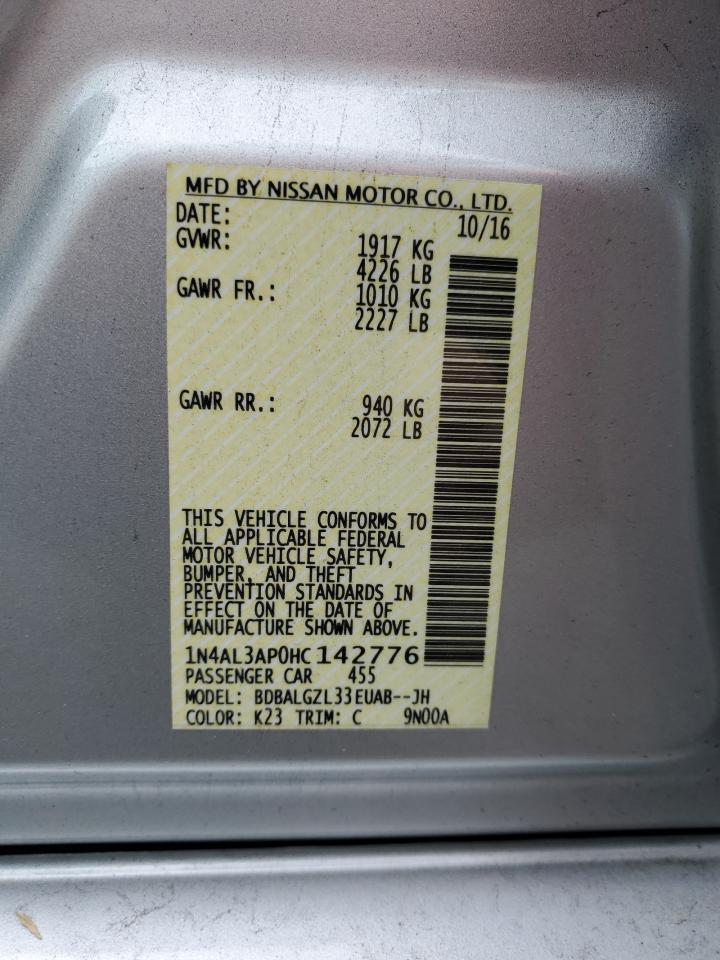 MFD BY NISSAN MOTOR CO., LTD.
DATE: 10/16
GVWR: 1917 KG
4226 LB
GAWR FR.: 1010 KG
2227 LB
GAWR RR.: 940 KG
2072 LB
THIS VEHICLE CONFORMS TO
ALL APPLICABLE FEDERAL
MOTOR VEHICLE SAFETY,
BUMPER, AND THEFT
PREVENTION STANDARDS IN
EFFECT ON THE DATE OF
MANUFACTURE SHOWN ABOVE.
1N4AL3AP0HC142776
PASSENGER CAR 455
MODEL: BDBALGZL33EUAB--JH
COLOR: K23 TRIM: C 9N00A